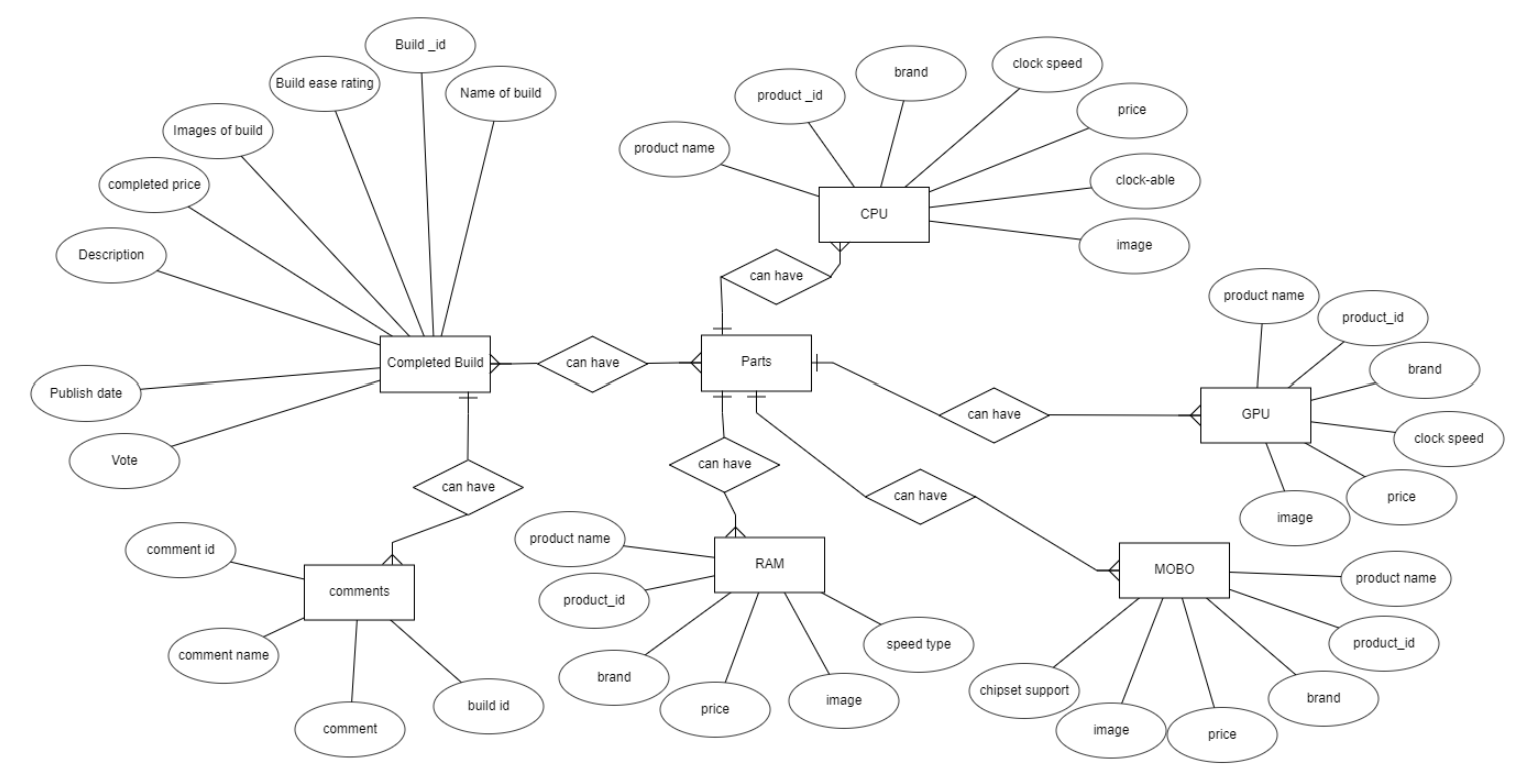 Build _id
Build ease rating
Name of build
Images of build
completed price
Description
Publish date
Vote
Completed Build
can have
can have
comments
comment id
comment name
comment
build id
Parts
can have
CPU
product name
product _id
brand
clock speed
price
clock-able
image
can have
GPU
product name
product_id
brand
clock speed
price
image
can have
RAM
product name
product_id
brand
price
image
speed type
can have
MOBO
product name
product_id
brand
price
image
chipset support